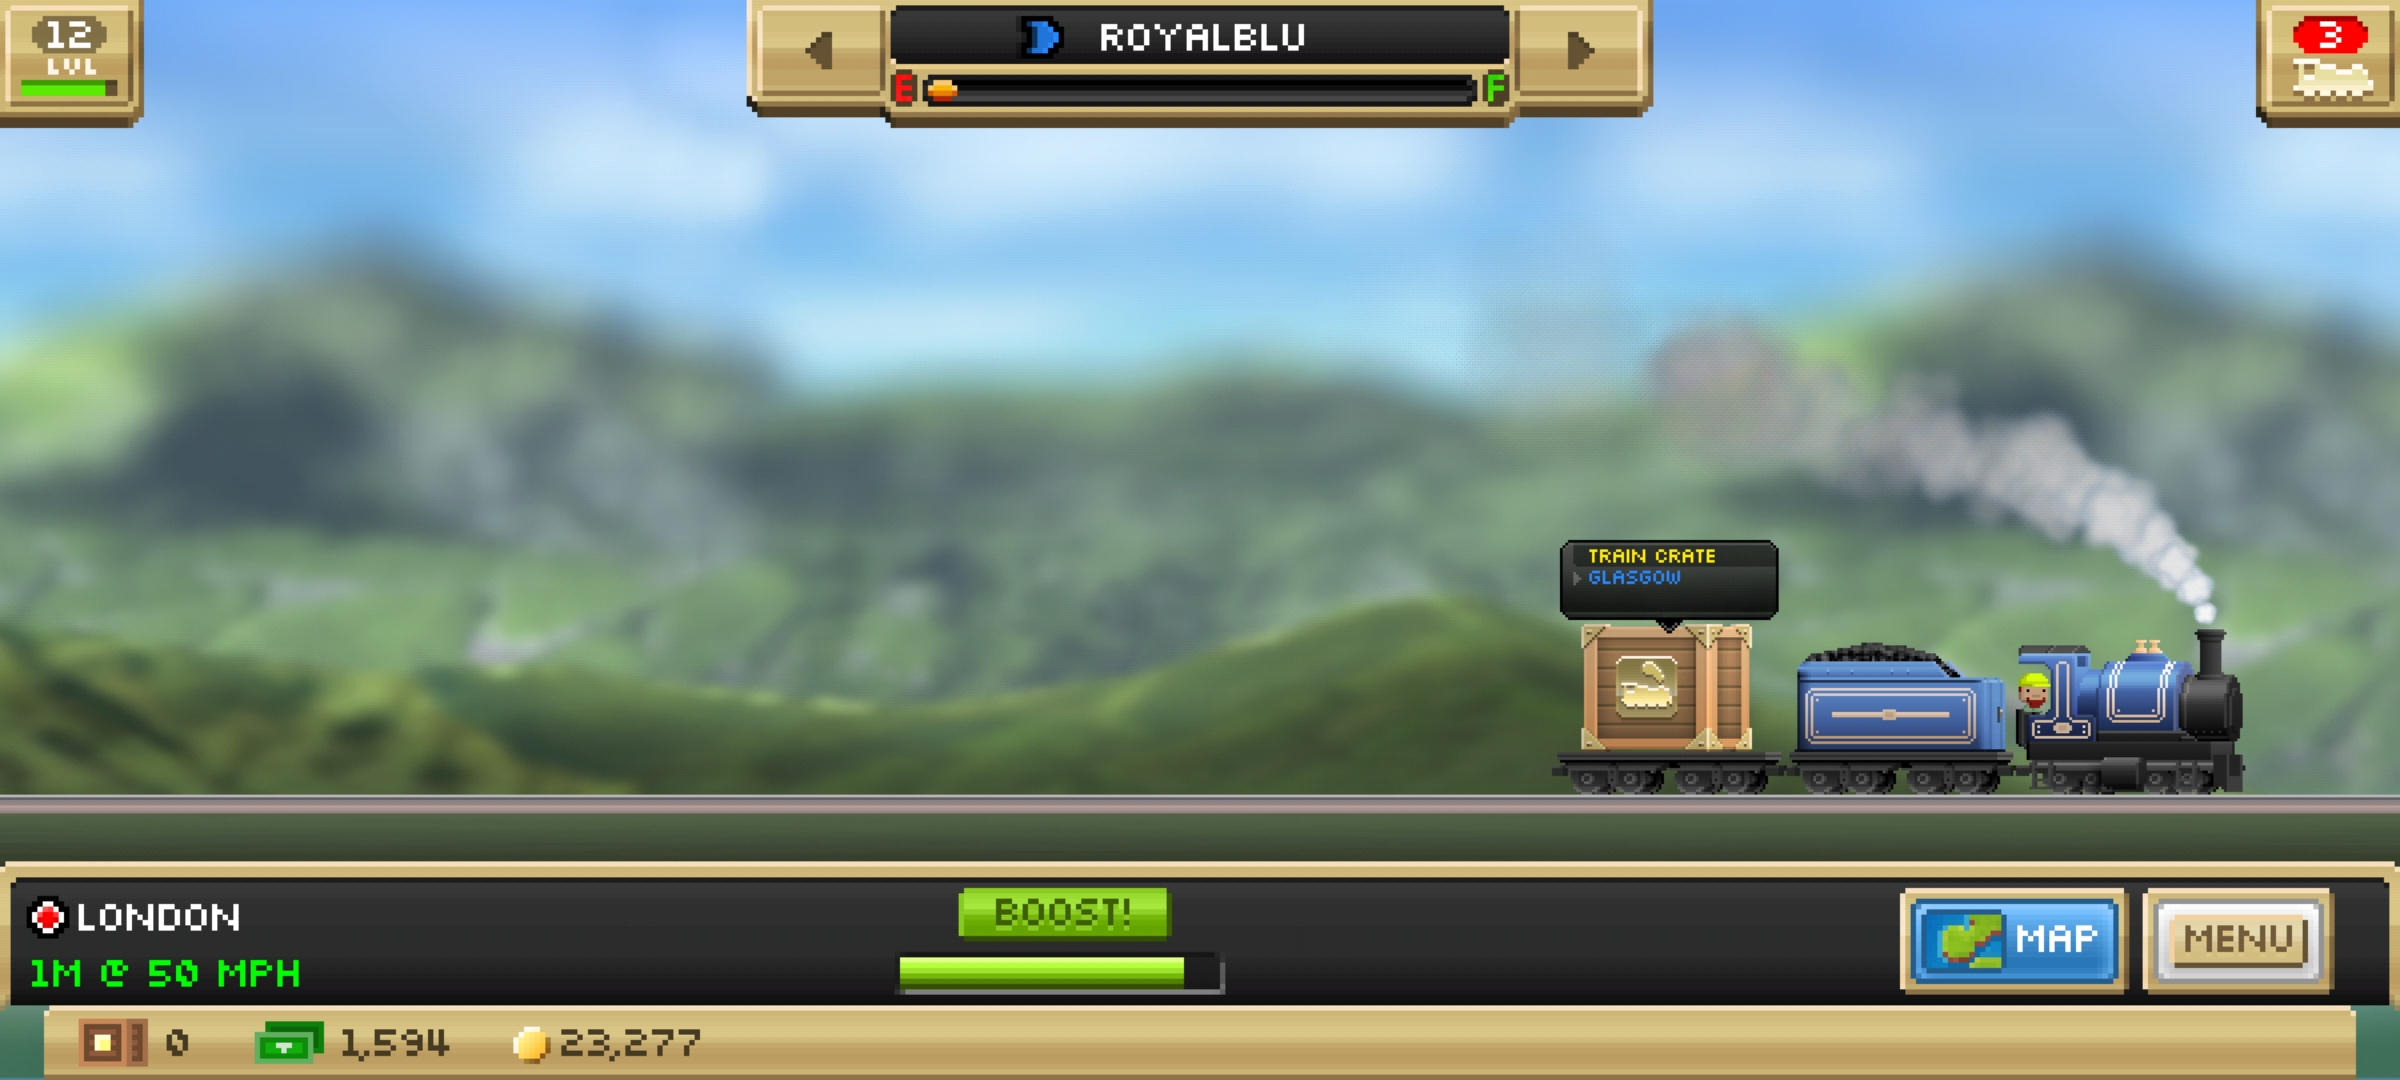 12
LVL
ROYALBLU
E
F
3
TRAIN CRATE
GLASGOW
LONDON
1M @ 50 MPH
BOOST!
MAP
MENU
0
1,594
23,277